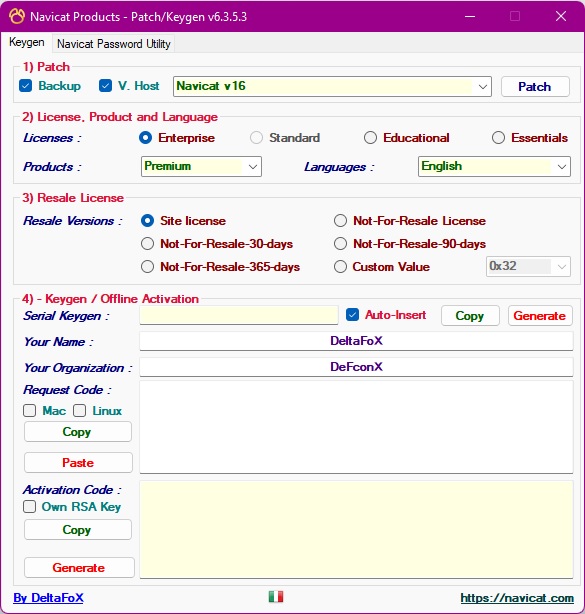 Navicat Products - Patch/Keygen v6.3.5.3
Keygen Navicat Password Utility
1) Patch
Backup V. Host Navicat v16 Patch
2) License, Product and Language
Licenses : Enterprise Standard Educational Essentials
Products : Premium Languages : English
3) Resale License
Resale Versions : Site license Not-For-Resale License
Not-For-Resale-30-days Not-For-Resale-90-days
Not-For-Resale-365-days Custom Value 0x32
4) - Keygen / Offline Activation
Serial Keygen : Auto-Insert Copy Generate
Your Name : DeltaFoX
Your Organization : DeFconX
Request Code :
Mac Linux
Copy
Paste
Activation Code :
Own RSA Key
Copy
Generate
By DeltaFoX https://navicat.com